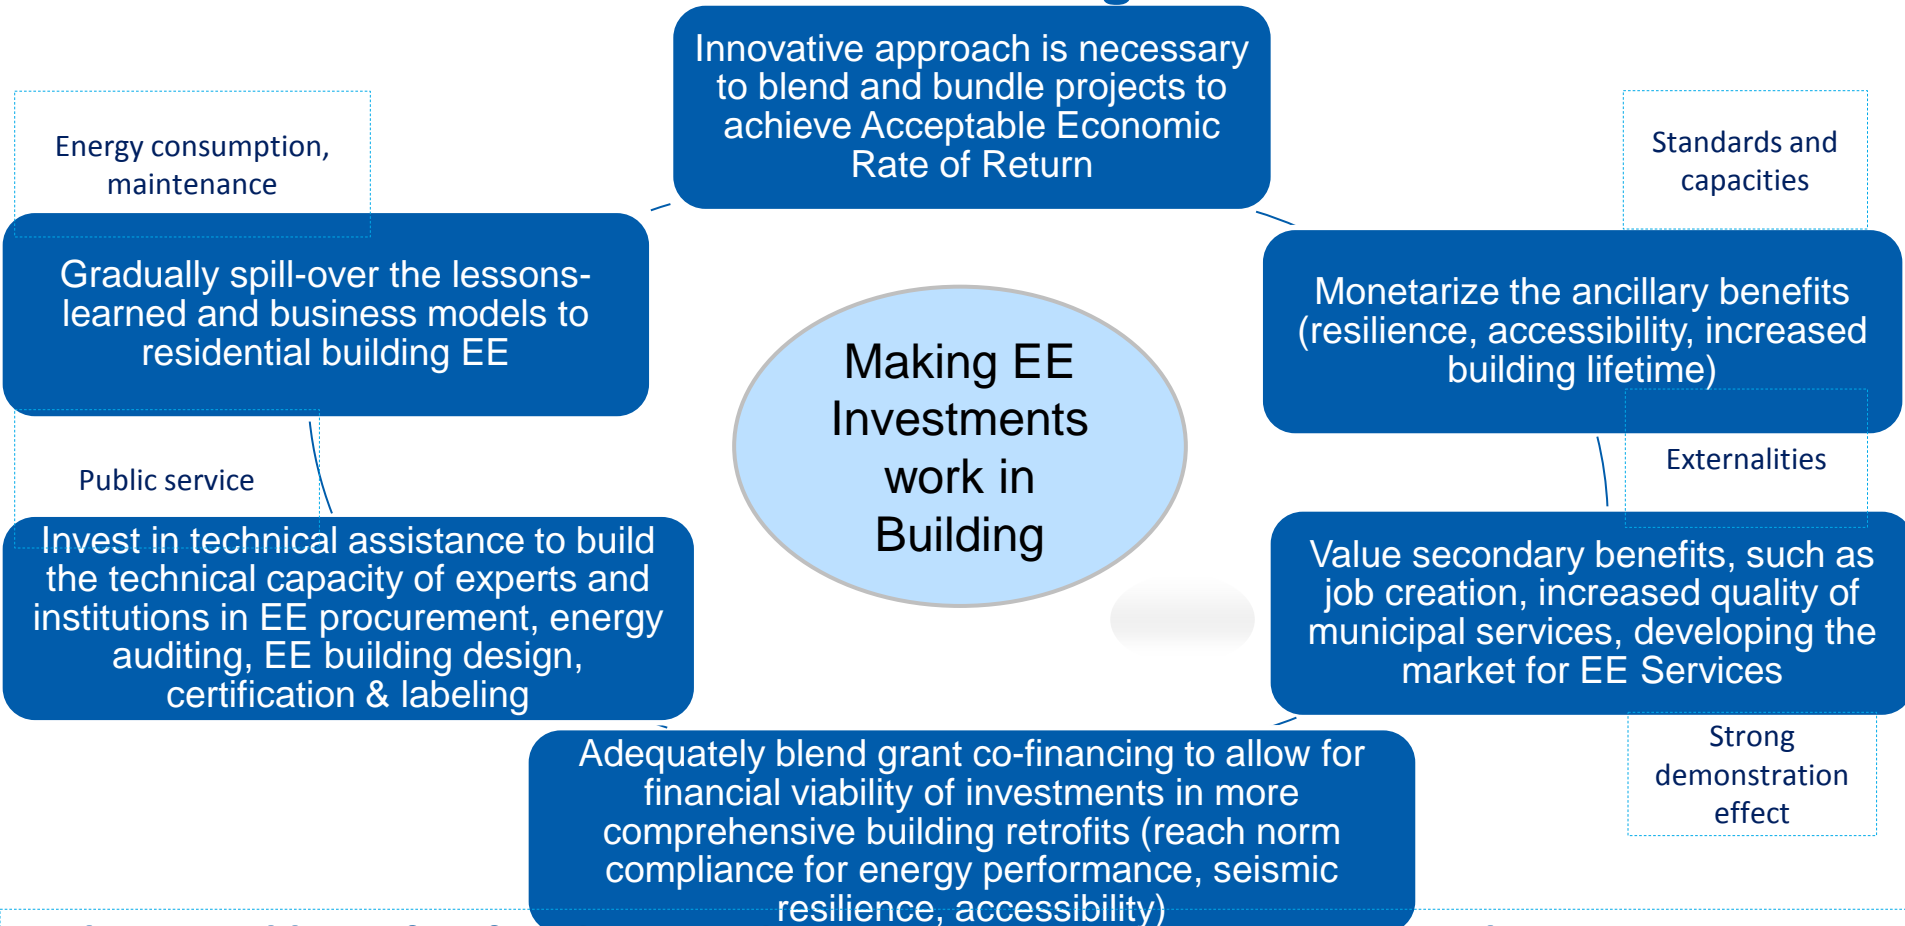 Innovative approach is necessary
to blend and bundle projects to
achieve Acceptable Economic
Rate of Return
Energy consumption,
maintenance
Standards and
capacities
Gradually spill-over the lessons-
learned and business models to
residential building EE
Monetarize the ancillary benefits
(resilience, accessibility, increased
building lifetime)
Making EE
Investments
work in
Building
Public service
Externalities
Invest in technical assistance to build
the technical capacity of experts and
institutions in EE procurement, energy
auditing, EE building design,
certification & labeling
Value secondary benefits, such as
job creation, increased quality of
municipal services, developing the
market for EE Services
Strong
demonstration
effect
Adequately blend grant co-financing to allow for
financial viability of investments in more
comprehensive building retrofits (reach norm
compliance for energy performance, seismic
resilience, accessibility)